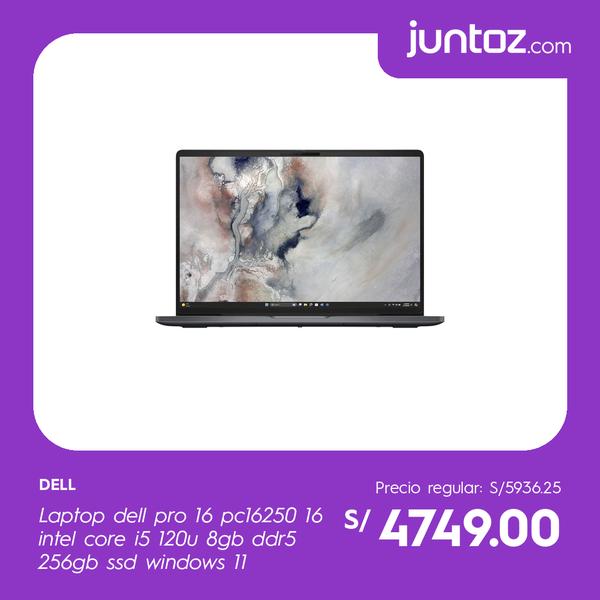 juntoz.com
DELL
Laptop dell pro 16 pc16250 16
intel core i5 120u 8gb ddr5
256gb ssd windows 11
Precio regular: S/5936.25
S/ 4749.00